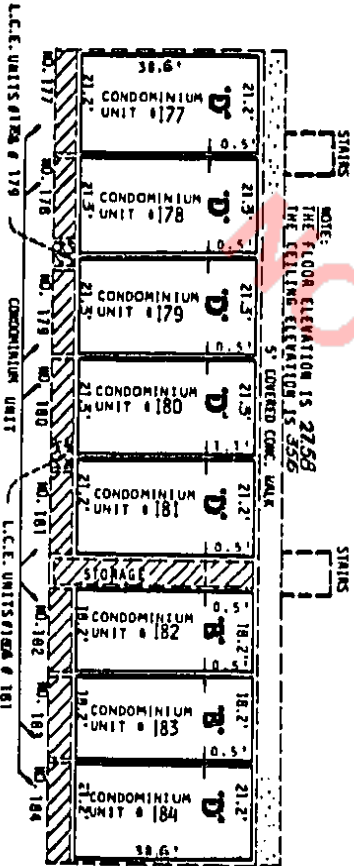 STAIRS
STAIRS
NOTE:
THE FLOOR ELEVATION IS 27.58
THE CEILING ELEVATION IS 35.56
5' COVERED CONC. WALK
38.6'
21.2'
CONDOMINIUM
UNIT # 177
"D"
21.2'
0.5'
21.3'
CONDOMINIUM
UNIT # 178
"D"
21.3'
0.5'
21.3'
CONDOMINIUM
UNIT # 179
"D"
21.3'
0.5'
21.3'
CONDOMINIUM
UNIT # 180
"D"
21.3'
1.1'
21.2'
CONDOMINIUM
UNIT # 181
"D"
21.2'
0.5'
STORAGE
0.5'
18.2'
CONDOMINIUM
UNIT # 182
"B"
18.2'
0.5'
18.2'
CONDOMINIUM
UNIT # 183
"B"
18.2'
0.5'
21.2'
CONDOMINIUM
UNIT # 184
"D"
21.2'
38.6'
NO. 177
NO. 178
NO. 179
NO. 180
NO. 181
NO. 182
NO. 183
NO. 184
L.C.E. UNITS # & 179
CONDOMINIUM UNIT
L.C.E. UNITS # & 181
NO